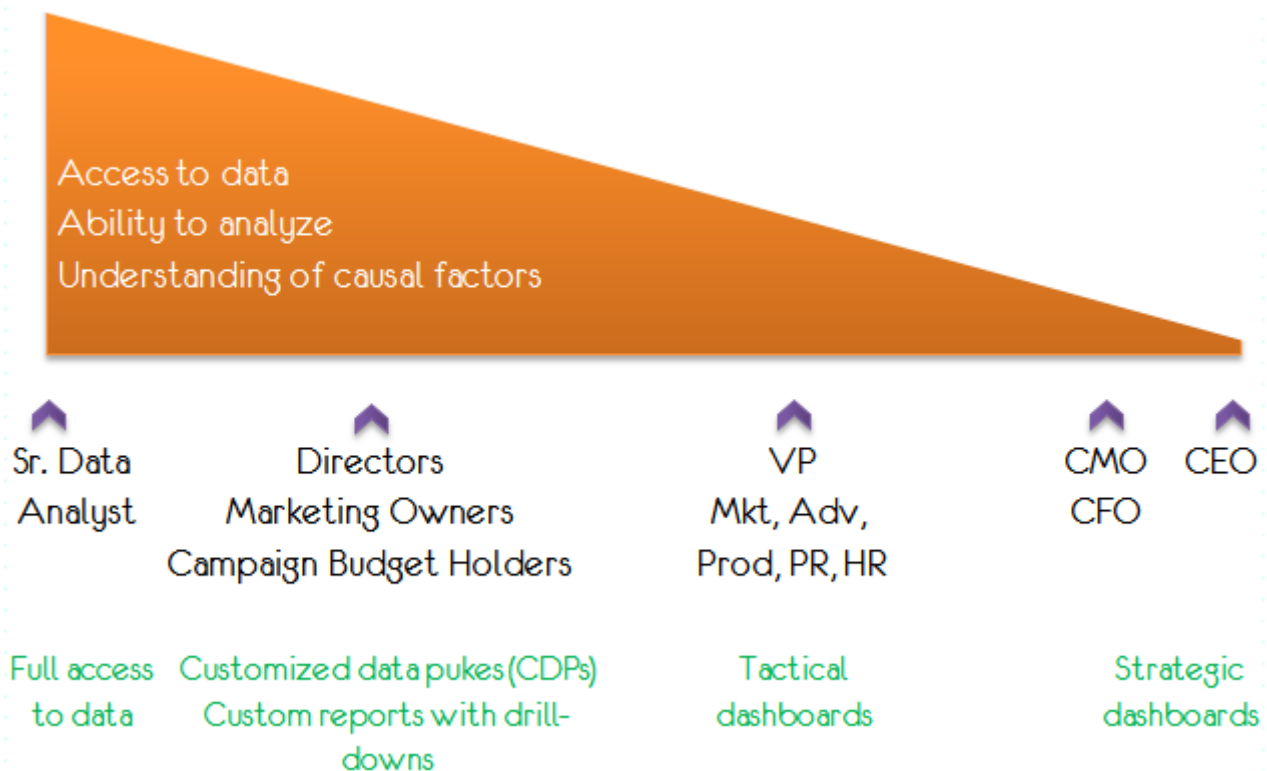 Access to data
Ability to analyze
Understanding of causal factors
Sr. Data
Analyst
Directors
Marketing Owners
Campaign Budget Holders
VP
Mkt, Adv,
Prod, PR, HR
CMO
CFO
CEO
Full access
to data
Customized data pukes (CDPs)
Custom reports with drill-
downs
Tactical
dashboards
Strategic
dashboards